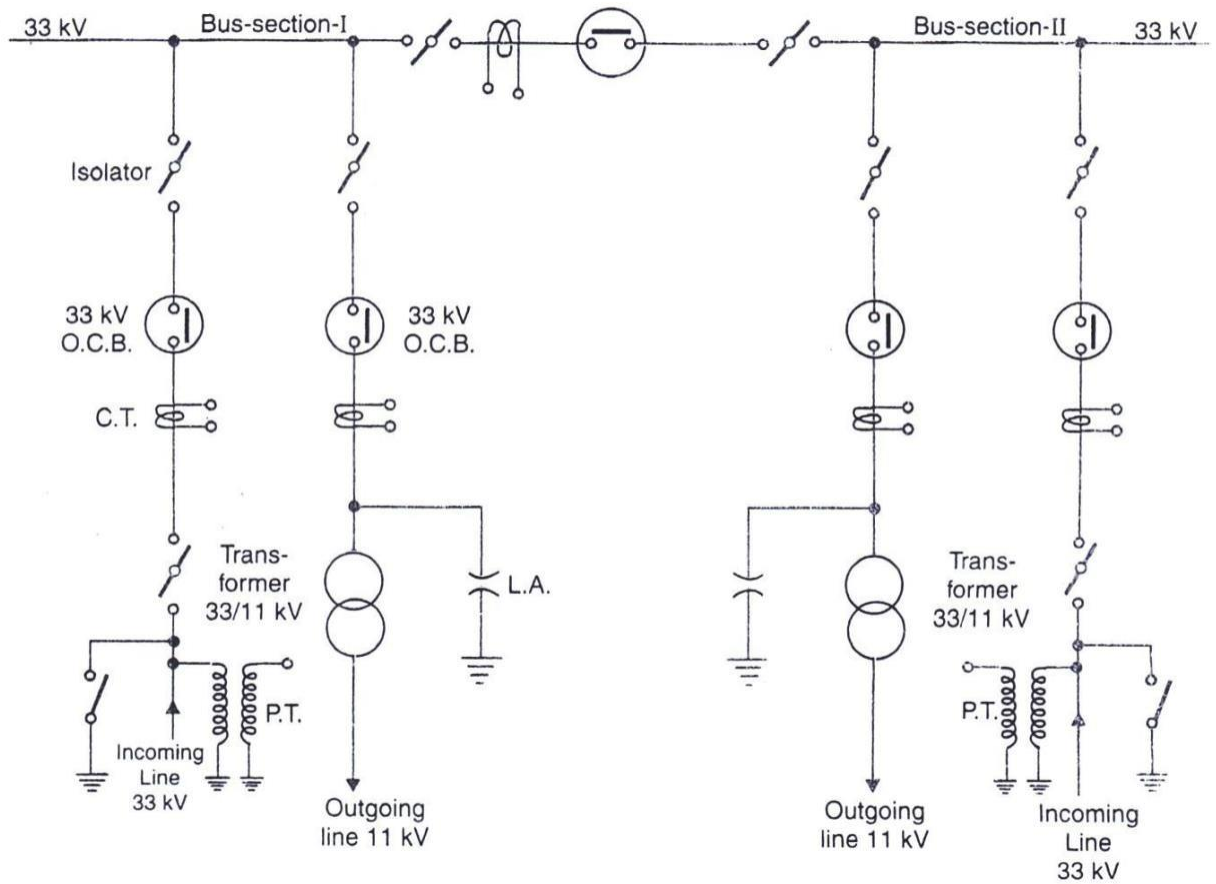 33 kV
Bus-section-I
Bus-section-II
33 kV
Isolator
33 kV
O.C.B.
33 kV
O.C.B.
C.T.
Trans-
former
33/11 kV
L.A.
Trans-
former
33/11 kV
P.T.
P.T.
Incoming
Line
33 kV
Outgoing
line 11 kV
Outgoing
line 11 kV
Incoming
Line
33 kV